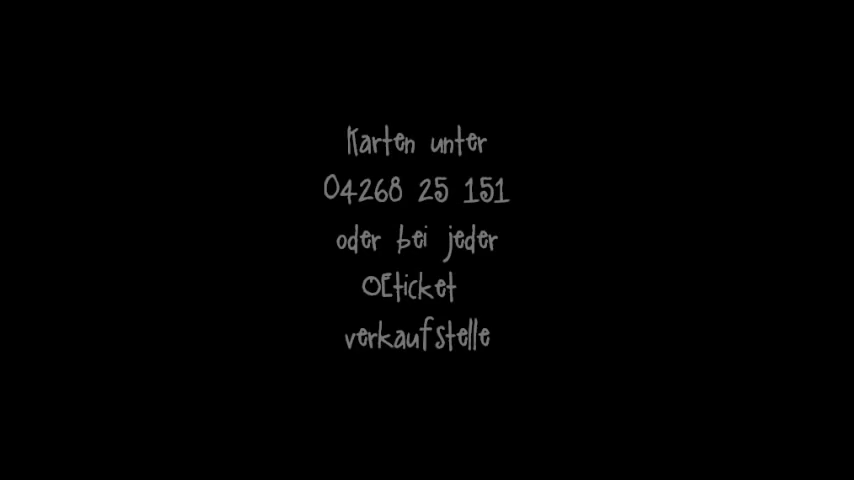 Karten unter
04268 25 151
oder bei jeder
OEticket
verkaufstelle